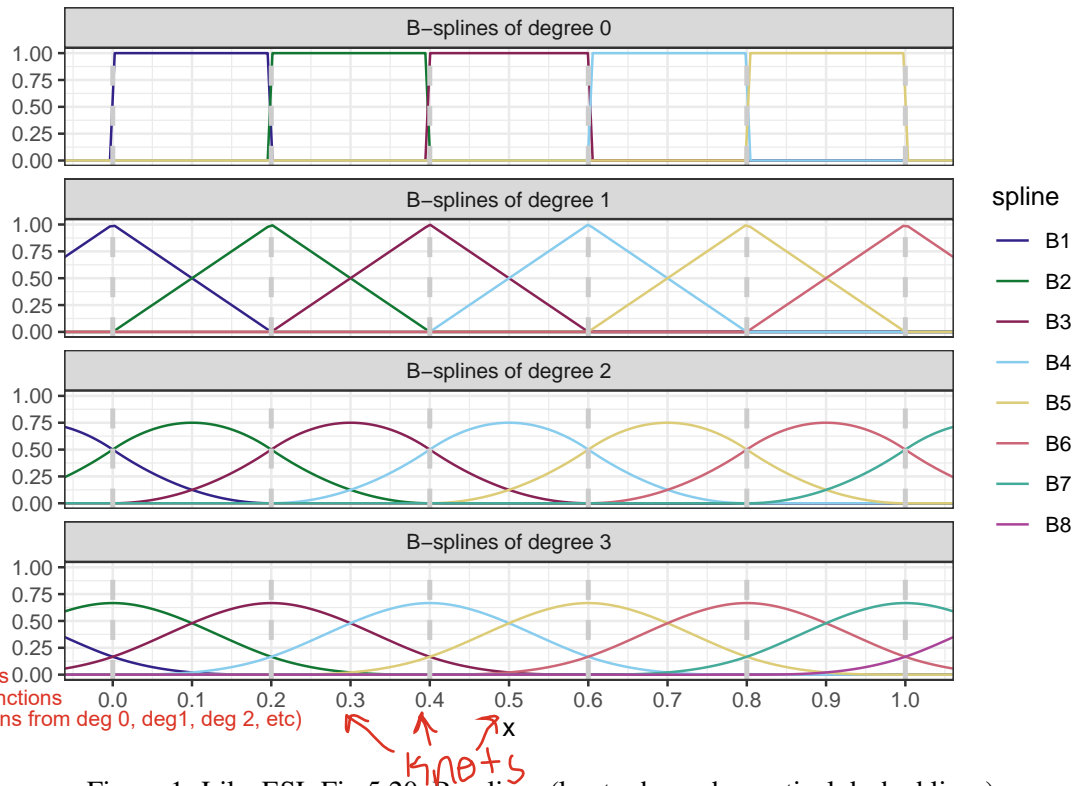 B−splines of degree 0
1.00
0.75
0.50
0.25
0.00
B−splines of degree 1
1.00
0.75
0.50
0.25
0.00
B−splines of degree 2
1.00
0.75
0.50
0.25
0.00
B−splines of degree 3
1.00
0.75
0.50
0.25
0.00
0.0 0.1 0.2 0.3 0.4 0.5 0.6 0.7 0.8 0.9 1.0
x
spline
B1
B2
B3
B4
B5
B6
B7
B8
s
nctions
ns from deg 0, deg1, deg 2, etc)
knots